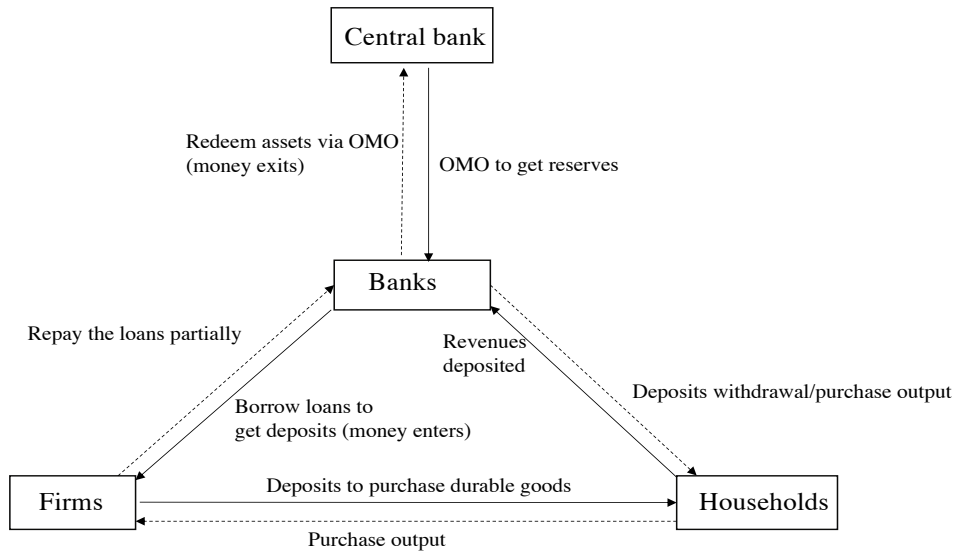 Central bank
Redeem assets via OMO
(money exits)
OMO to get reserves
Banks
Repay the loans partially
Revenues
deposited
Deposits withdrawal/purchase output
Borrow loans to
get deposits (money enters)
Firms
Deposits to purchase durable goods
Households
Purchase output